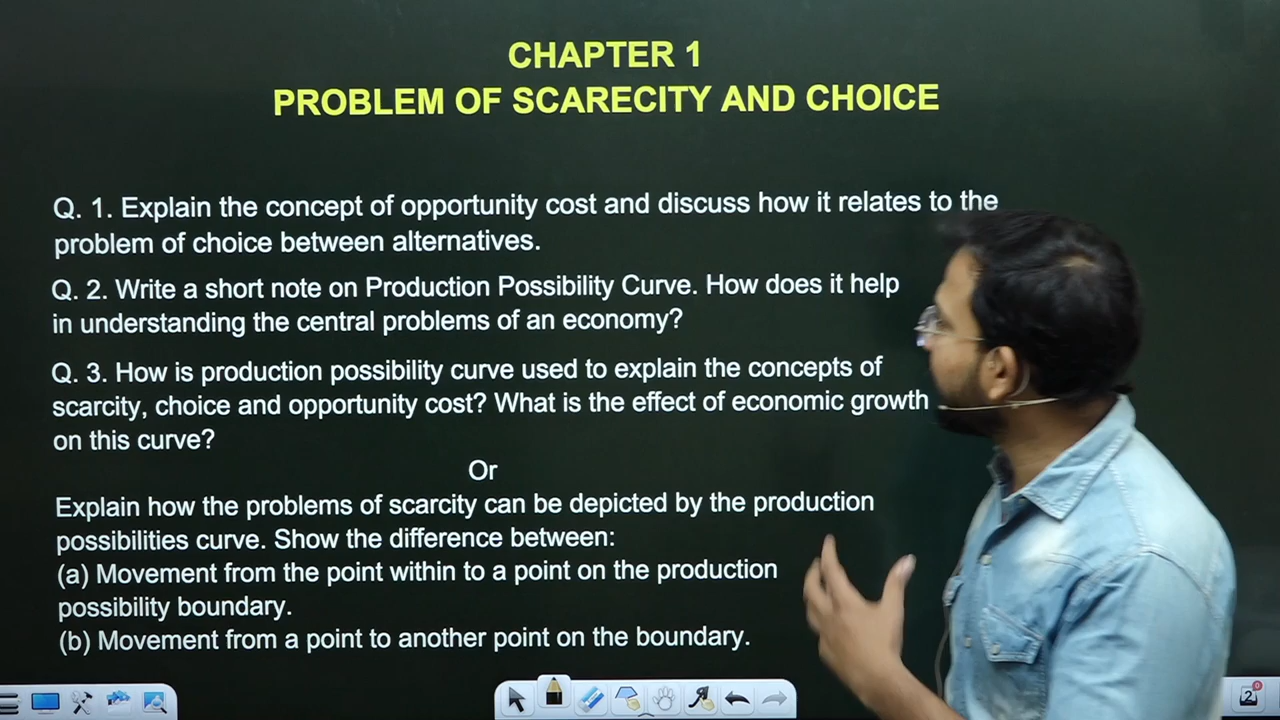 CHAPTER 1
PROBLEM OF SCARECITY AND CHOICE
Q. 1. Explain the concept of opportunity cost and discuss how it relates to the
problem of choice between alternatives.
Q. 2. Write a short note on Production Possibility Curve. How does it help
in understanding the central problems of an economy?
Q. 3. How is production possibility curve used to explain the concepts of
scarcity, choice and opportunity cost? What is the effect of economic growth
on this curve?
Or
Explain how the problems of scarcity can be depicted by the production
possibilities curve. Show the difference between:
(a) Movement from the point within to a point on the production
possibility boundary.
(b) Movement from a point to another point on the boundary.
2